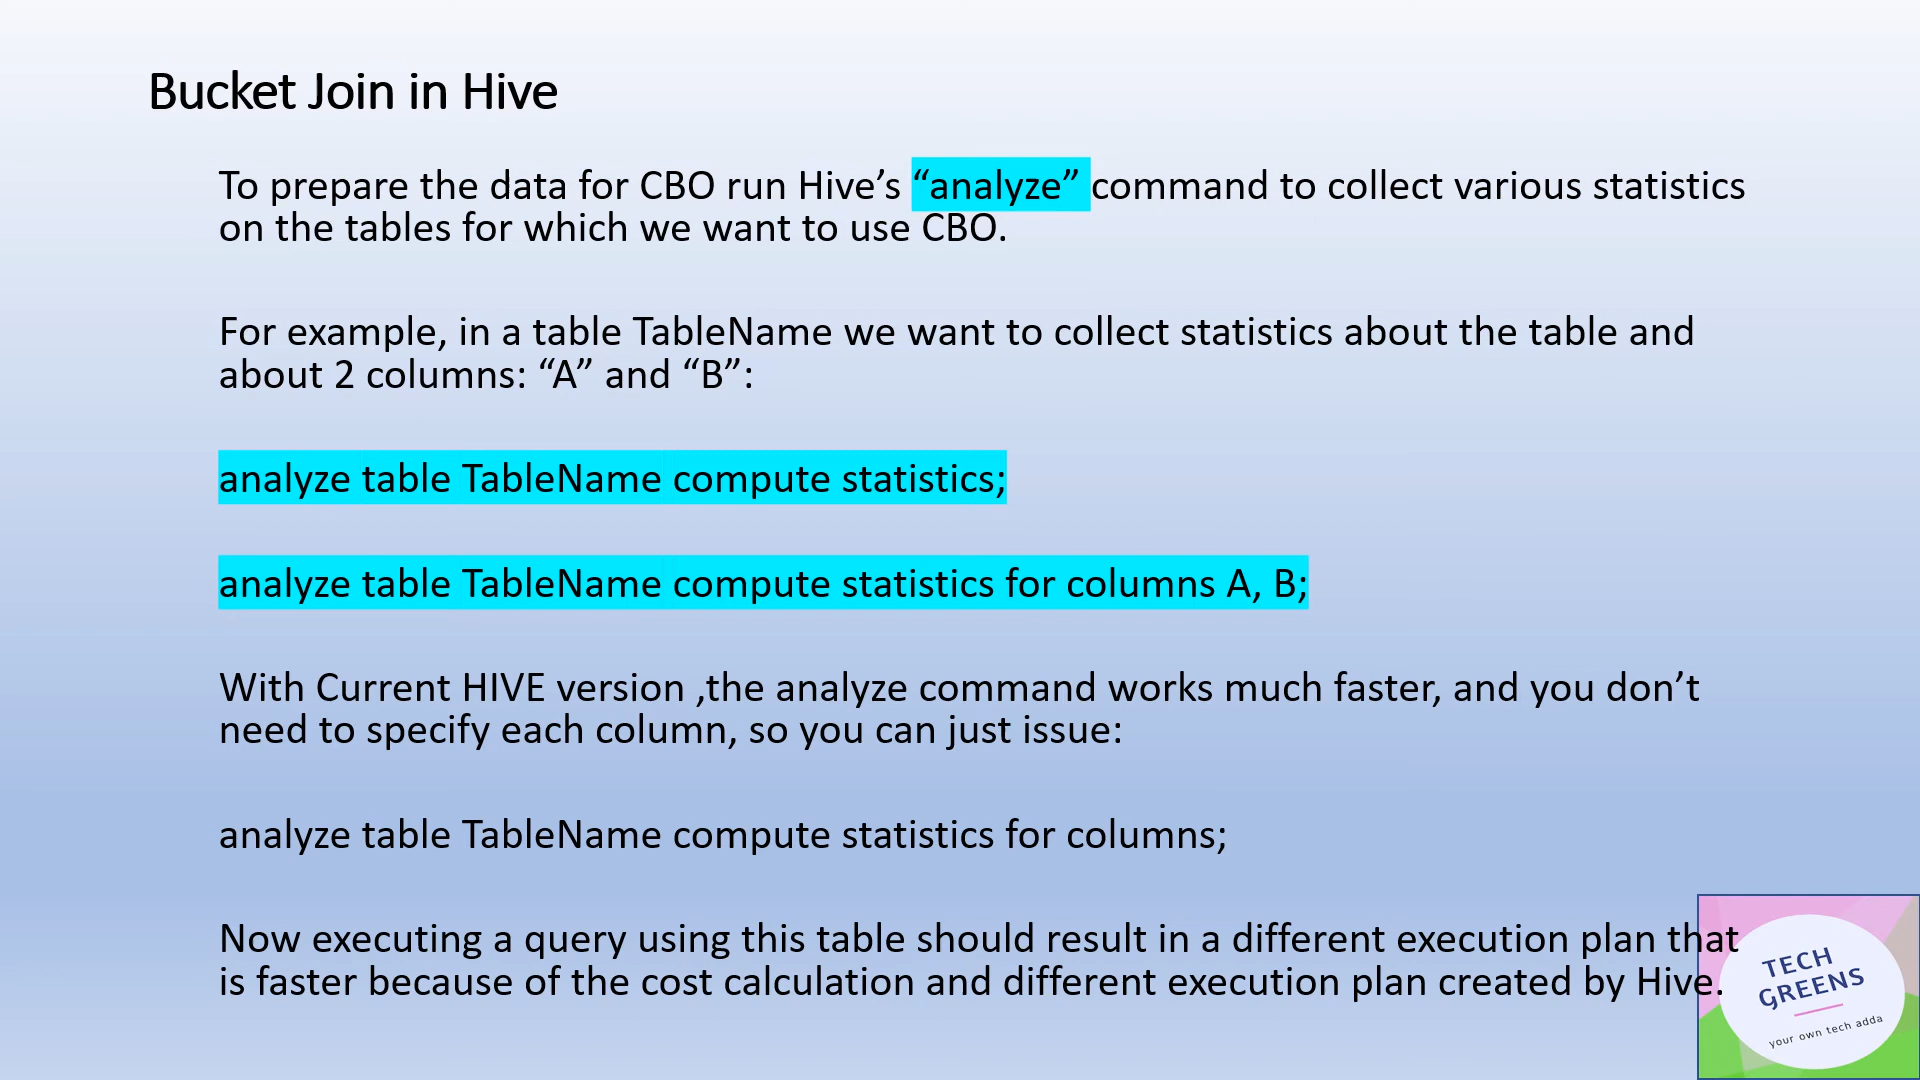 Bucket Join in Hive
To prepare the data for CBO run Hive’s “analyze” command to collect various statistics
on the tables for which we want to use CBO.
For example, in a table TableName we want to collect statistics about the table and
about 2 columns: “A” and “B”:
analyze table TableName compute statistics;
analyze table TableName compute statistics for columns A, B;
With Current HIVE version ,the analyze command works much faster, and you don’t
need to specify each column, so you can just issue:
analyze table TableName compute statistics for columns;
Now executing a query using this table should result in a different execution plan that
is faster because of the cost calculation and different execution plan created by Hive.
TECH
GREENS
your own tech adda